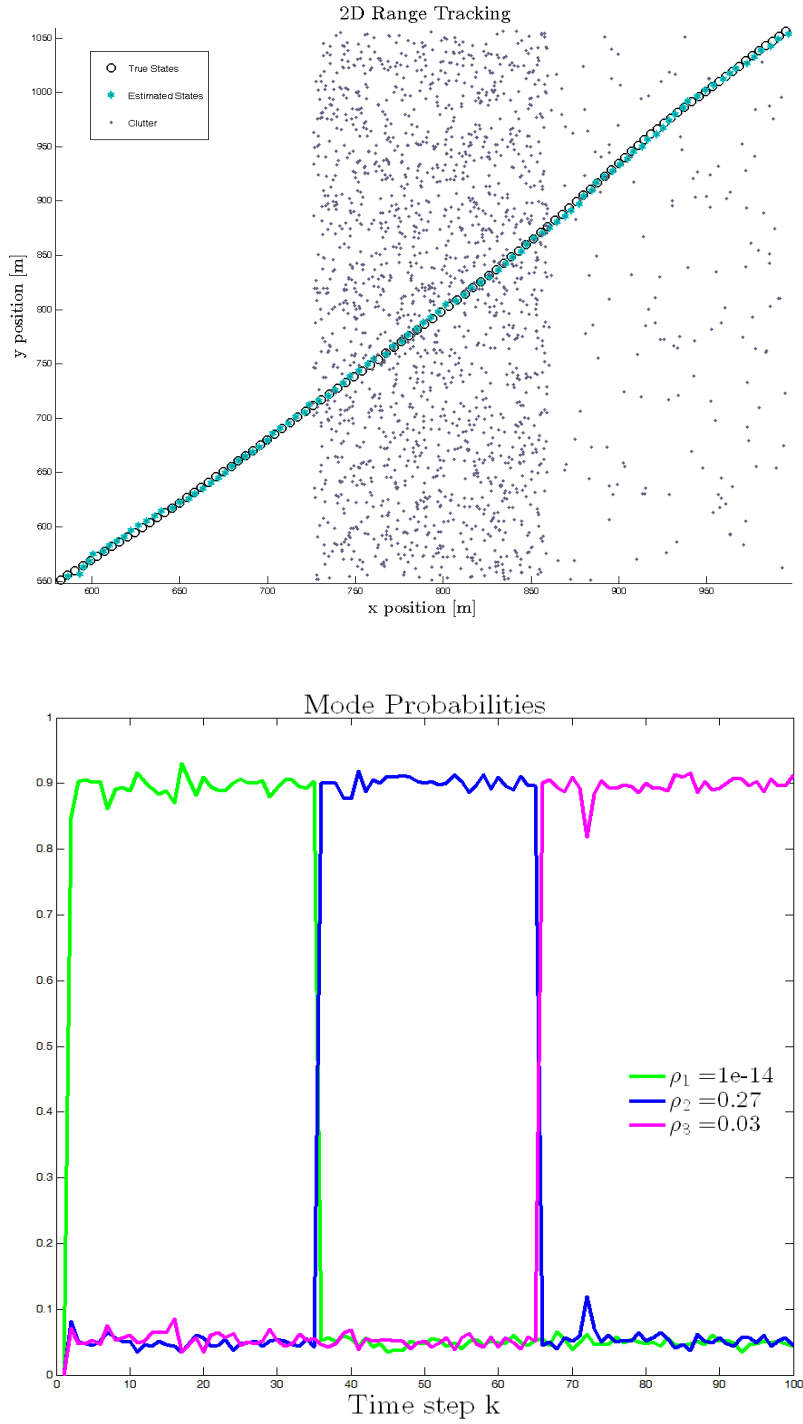 2D Range Tracking
1050
1000
950
900
850
800
750
700
650
600
550
y position [m]
True States
Estimated States
Clutter
600 650 700 750 800 850 900 950
x position [m]
Mode Probabilities
1
0.9
0.8
0.7
0.6
0.5
0.4
0.3
0.2
0.1
0
ρ1 =1e-14
ρ2 =0.27
ρ3 =0.03
0 10 20 30 40 50 60 70 80 90 100
Time step k